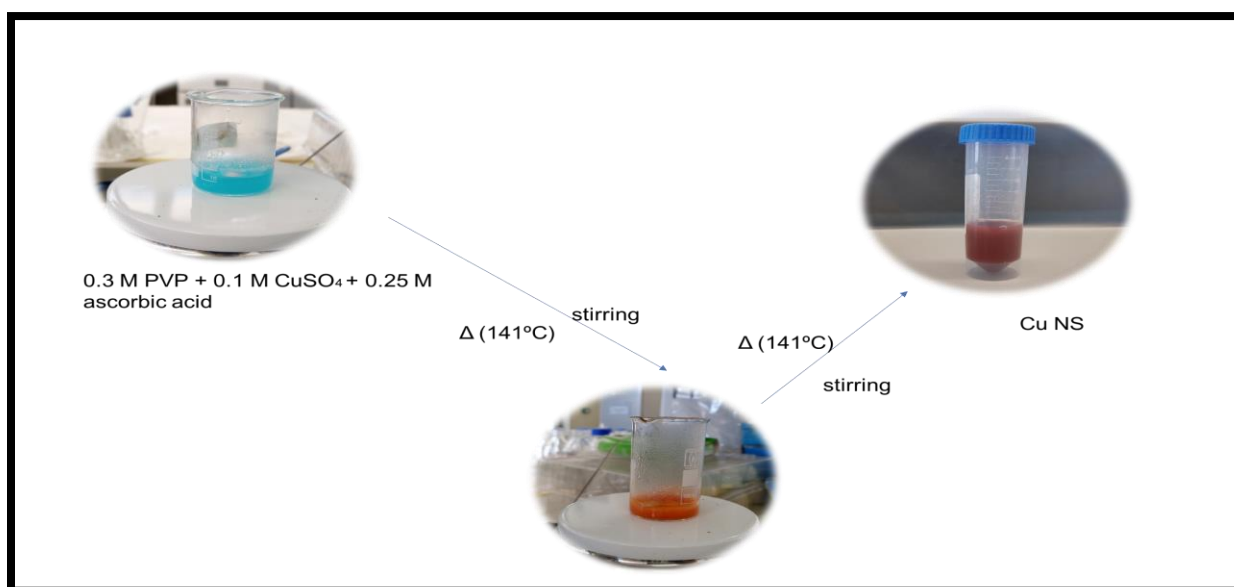 0.3 M PVP + 0.1 M CuSO₄ + 0.25 M
ascorbic acid
stirring
Δ (141ºC)
Δ (141ºC)
stirring
Cu NS